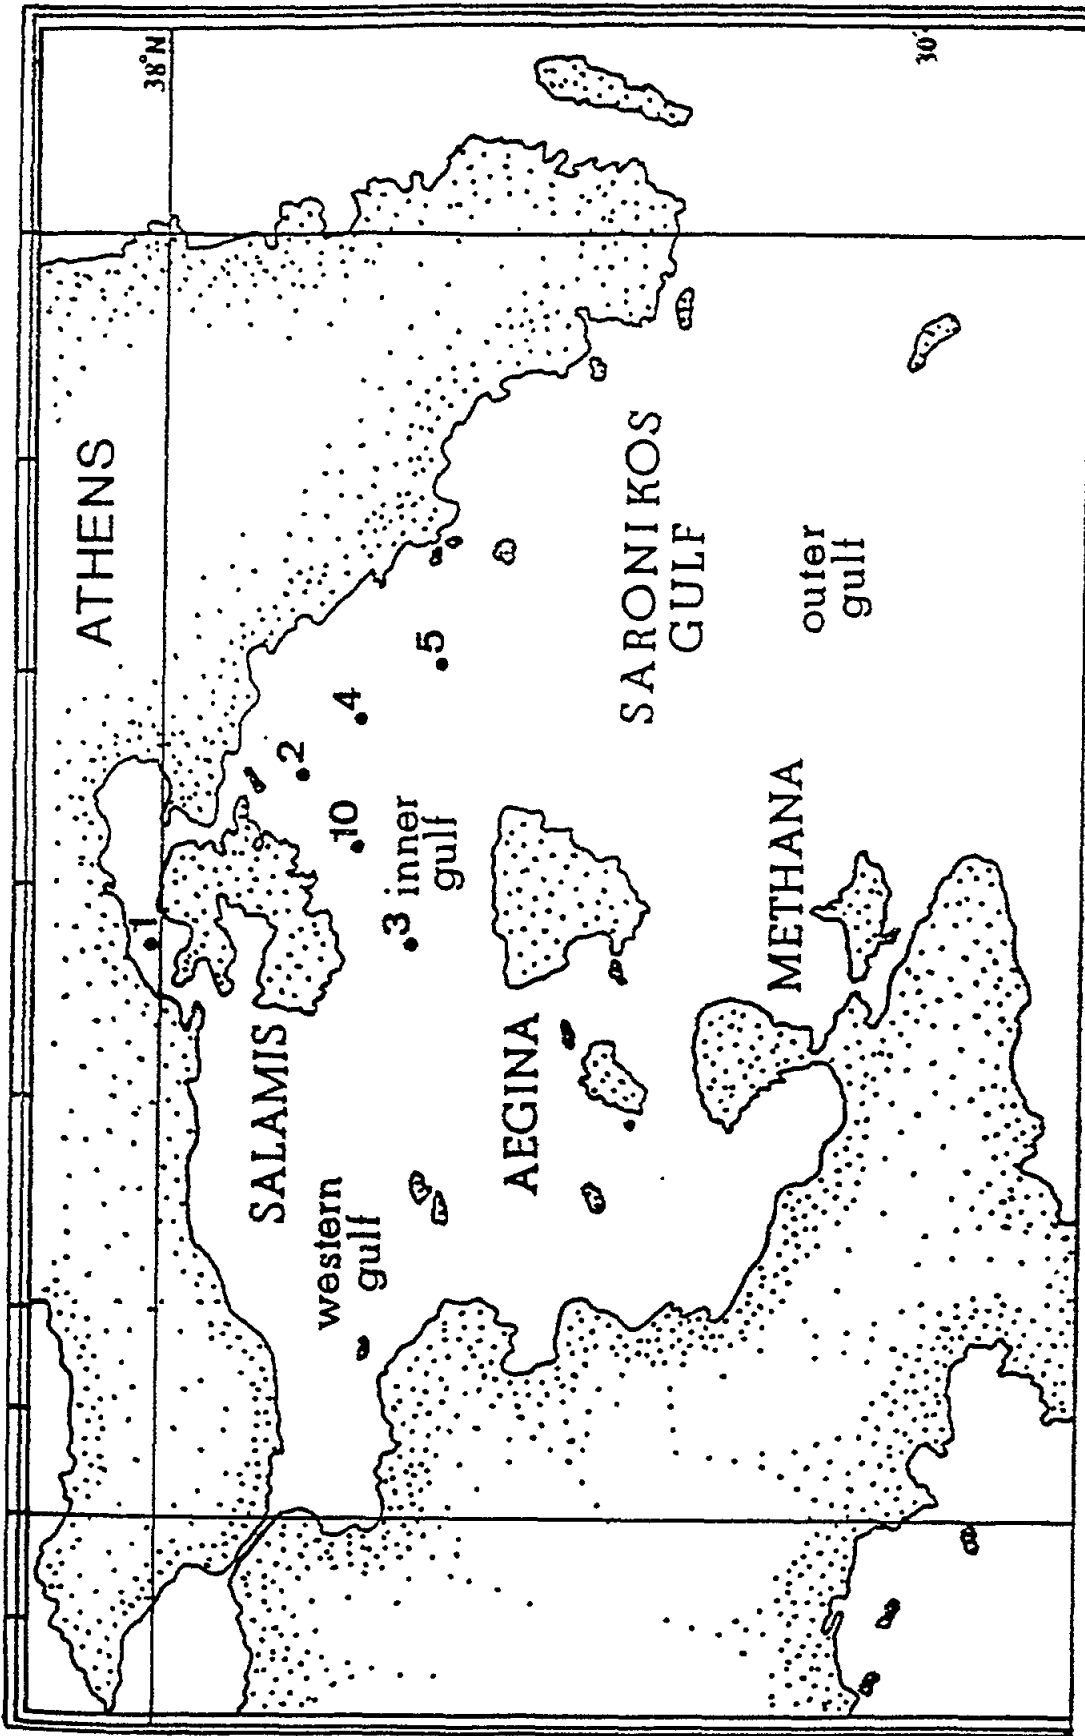 38°N
ATHENS
1
SALAMIS
2
10
4
western
gulf
3
inner
gulf
5
AEGINA
SARONIKOS
GULF
METHANA
outer
gulf
30'